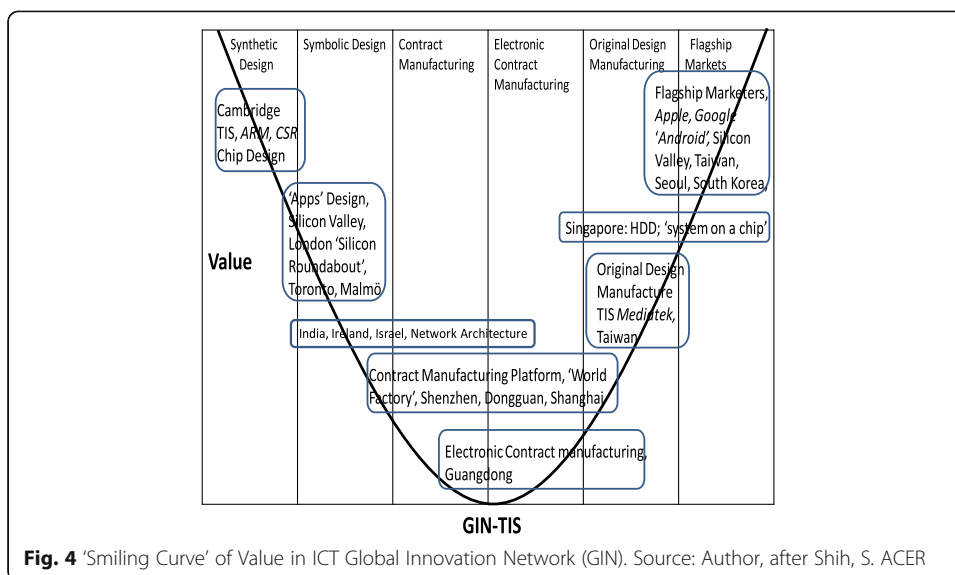 Synthetic
Design
Symbolic Design
Contract
Manufacturing
Electronic
Contract
Manufacturing
Original Design
Manufacturing
Flagship
Markets
Cambridge
TIS, ARM, CSR
Chip Design
Flagship Marketers,
Apple, Google
'Android', Silicon
Valley, Taiwan,
Seoul, South Korea,
'Apps' Design,
Silicon Valley,
London 'Silicon
Roundabout',
Toronto, Malmö
Singapore: HDD; 'system on a chip'
Value
Original Design
Manufacture
TIS Mediatek,
Taiwan
India, Ireland, Israel, Network Architecture
Contract Manufacturing Platform, 'World
Factory', Shenzhen, Dongguan, Shanghai
Electronic Contract manufacturing,
Guangdong
GIN-TIS
Fig. 4 'Smiling Curve' of Value in ICT Global Innovation Network (GIN). Source: Author, after Shih, S. ACER